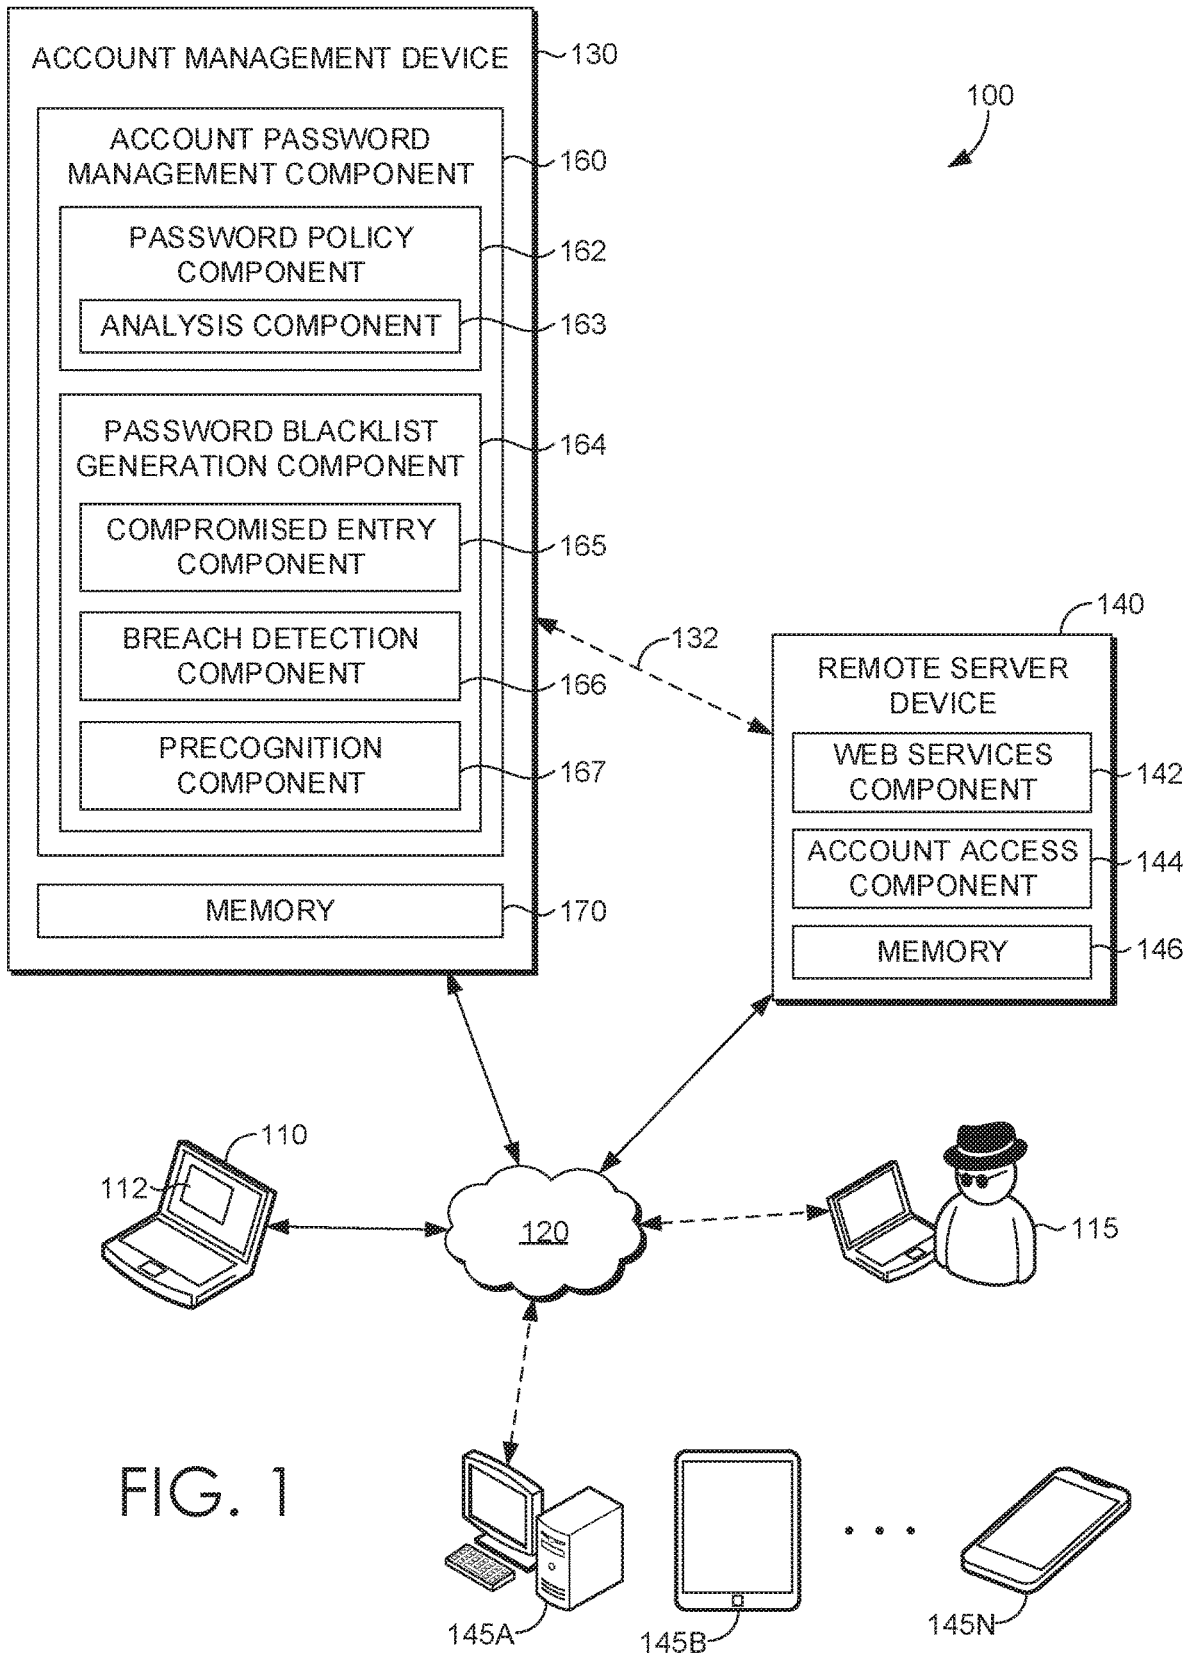 ACCOUNT MANAGEMENT DEVICE
130
100
ACCOUNT PASSWORD
MANAGEMENT COMPONENT
160
PASSWORD POLICY
COMPONENT
162
ANALYSIS COMPONENT
163
PASSWORD BLACKLIST
GENERATION COMPONENT
164
COMPROMISED ENTRY
COMPONENT
165
BREACH DETECTION
COMPONENT
166
PRECOGNITION
COMPONENT
167
MEMORY
170
132
140
REMOTE SERVER
DEVICE
WEB SERVICES
COMPONENT
142
ACCOUNT ACCESS
COMPONENT
144
MEMORY
146
110
112
120
115
FIG. 1
145A
145B
. . .
145N